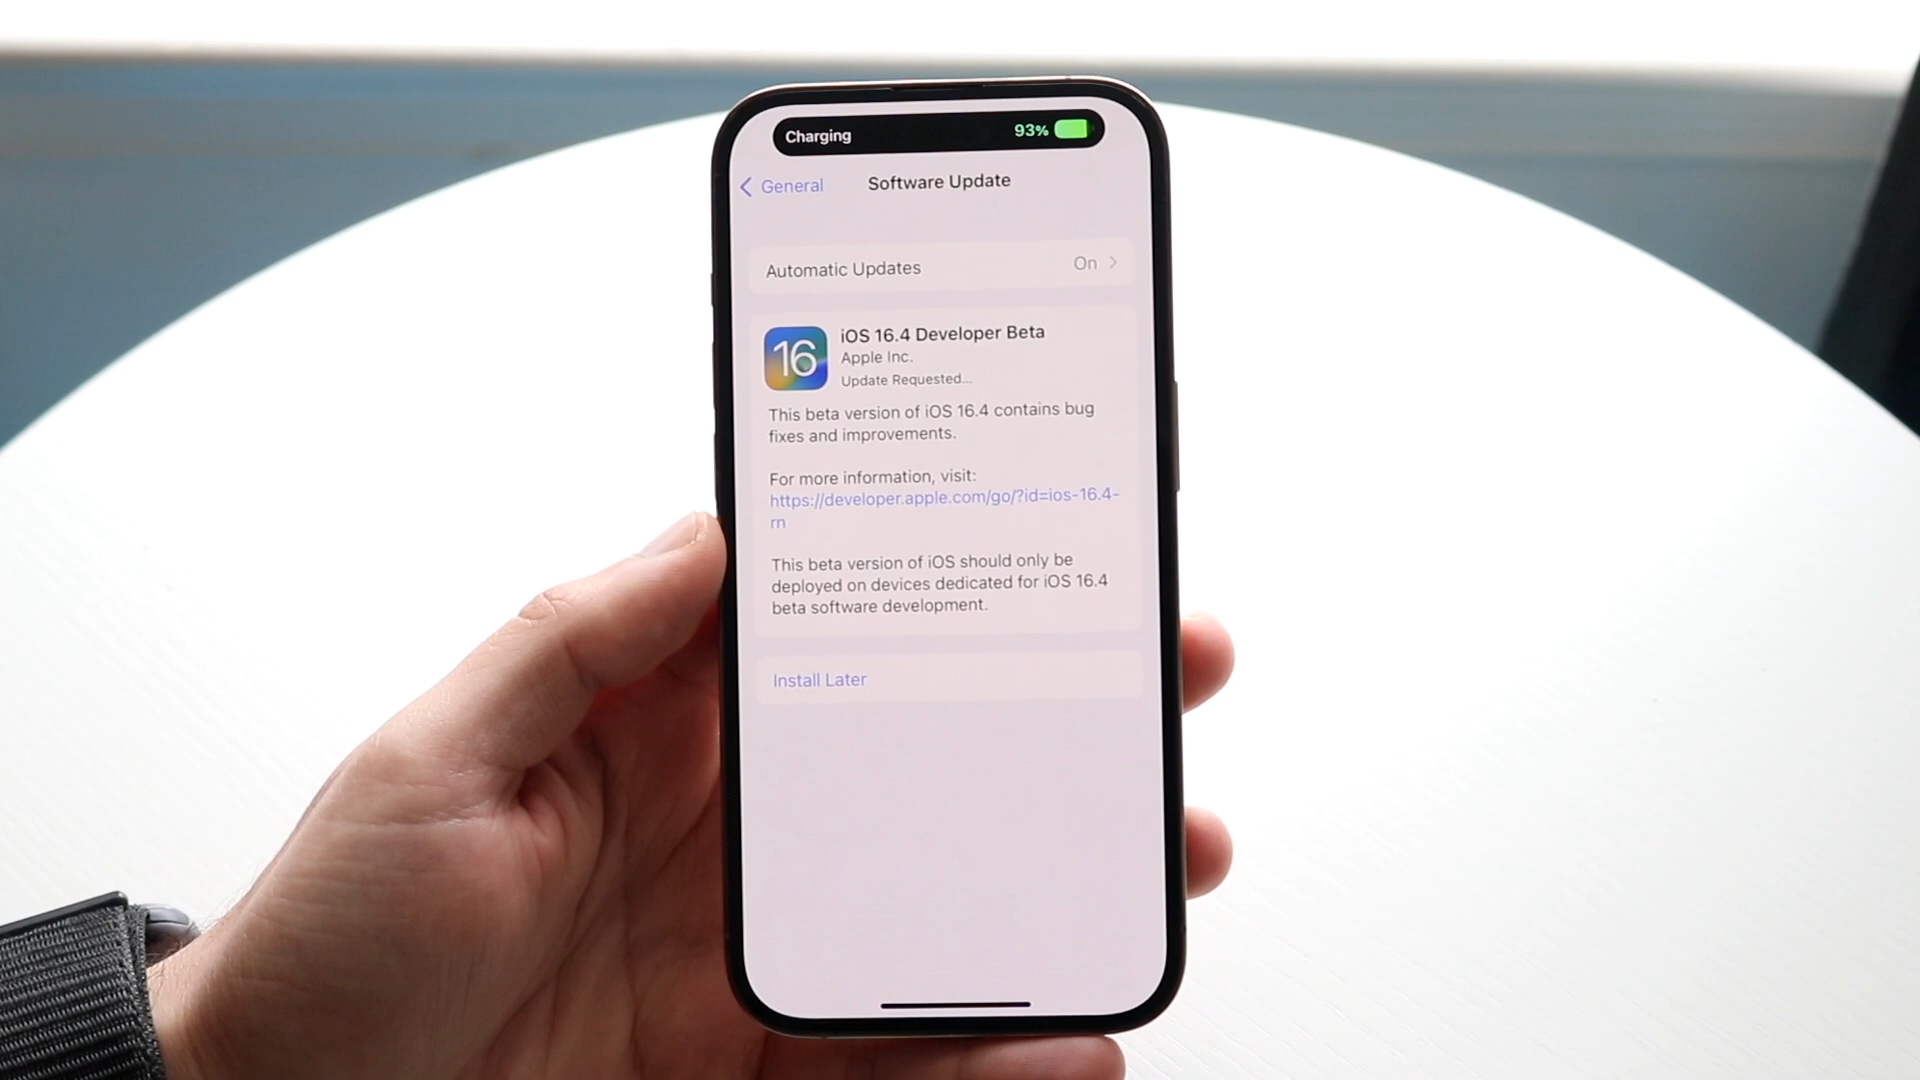 Charging 93%
General Software Update
Automatic Updates On
16
iOS 16.4 Developer Beta
Apple Inc.
Update Requested...
This beta version of iOS 16.4 contains bug
fixes and improvements.
For more information, visit:
https://developer.apple.com/go/?id=ios-16.4-
rn
This beta version of iOS should only be
deployed on devices dedicated for iOS 16.4
beta software development.
Install Later